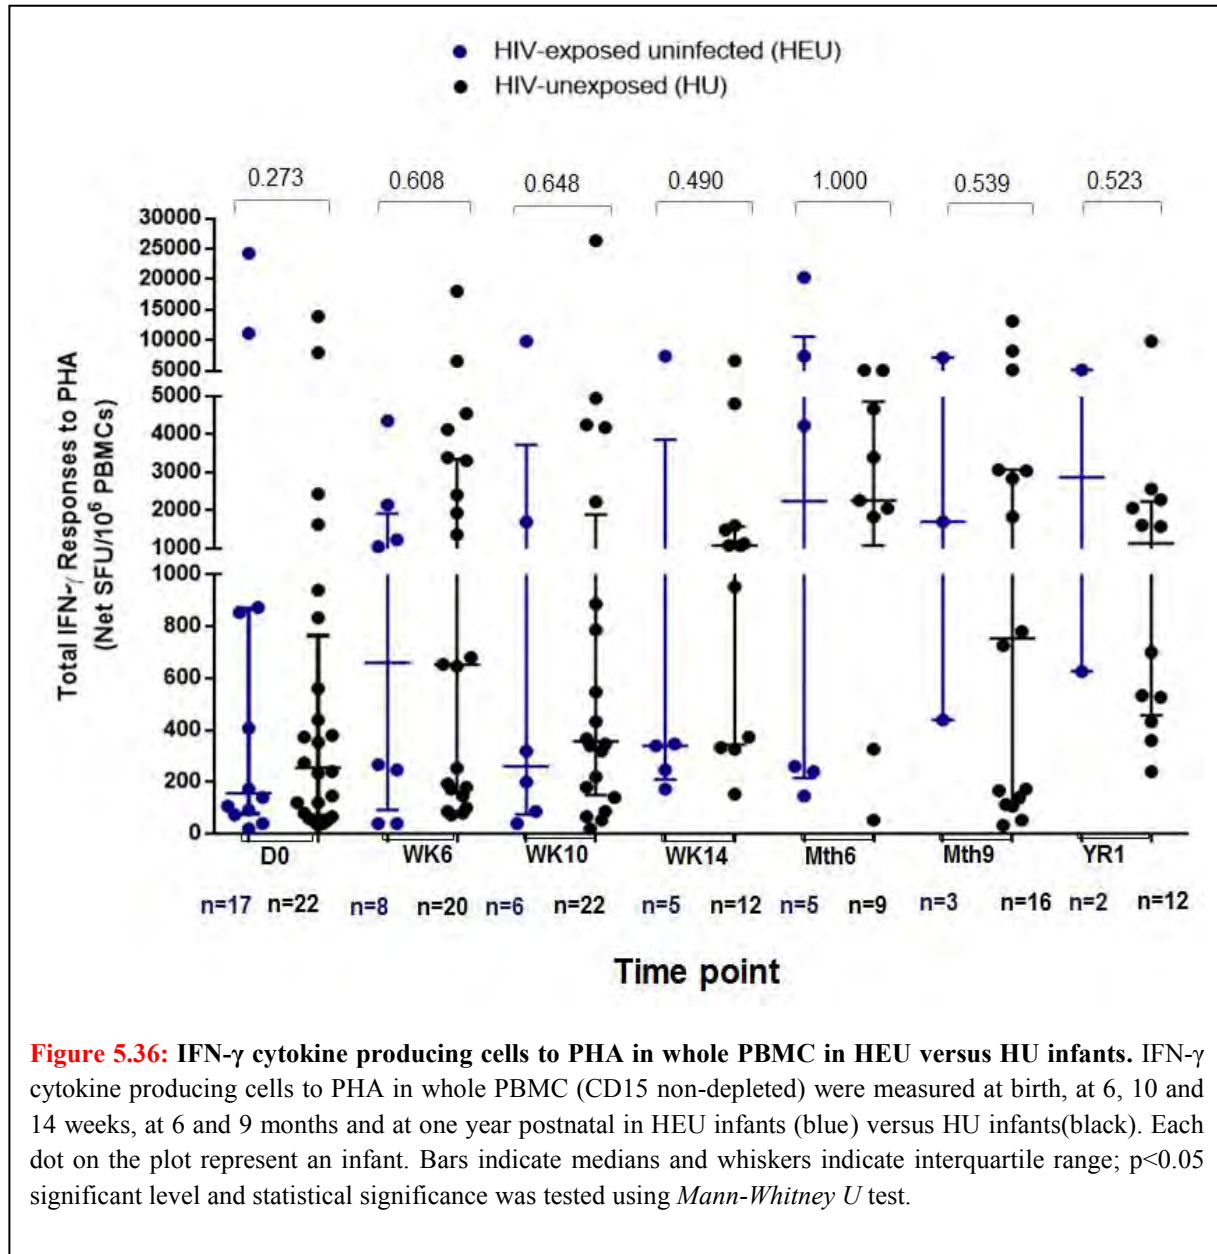 HIV-exposed uninfected (HEU)
HIV-unexposed (HU)
0.273 0.608 0.648 0.490 1.000 0.539 0.523
Total IFN-γ Responses to PHA
(Net SFU/10⁶ PBMCs)
30000
25000
20000
15000
10000
5000
5000
4000
3000
2000
1000
1000
800
600
400
200
0
D0 WK6 WK10 WK14 Mth6 Mth9 YR1
n=17 n=22 n=8 n=20 n=6 n=22 n=5 n=12 n=5 n=9 n=3 n=16 n=2 n=12
Time point
Figure 5.36: IFN-γ cytokine producing cells to PHA in whole PBMC in HEU versus HU infants. IFN-γ
cytokine producing cells to PHA in whole PBMC (CD15 non-depleted) were measured at birth, at 6, 10 and
14 weeks, at 6 and 9 months and at one year postnatal in HEU infants (blue) versus HU infants(black). Each
dot on the plot represent an infant. Bars indicate medians and whiskers indicate interquartile range; p<0.05
significant level and statistical significance was tested using Mann-Whitney U test.